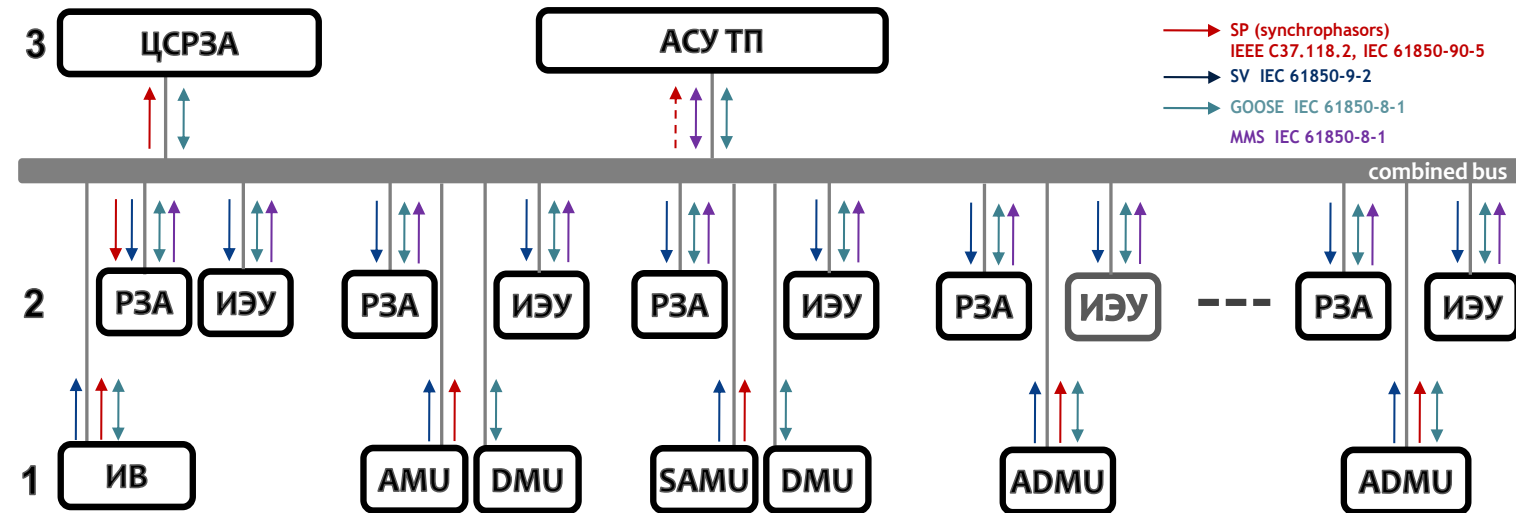 3
ЦСРЗА
АСУ ТП
SP (synchrophasors)
IEEE C37.118.2, IEC 61850-90-5
SV IEC 61850-9-2
GOOSE IEC 61850-8-1
MMS IEC 61850-8-1
combined bus
2
РЗА
ИЭУ
РЗА
ИЭУ
РЗА
ИЭУ
РЗА
ИЭУ
РЗА
ИЭУ
1
ИВ
AMU
DMU
SAMU
DMU
ADMU
ADMU